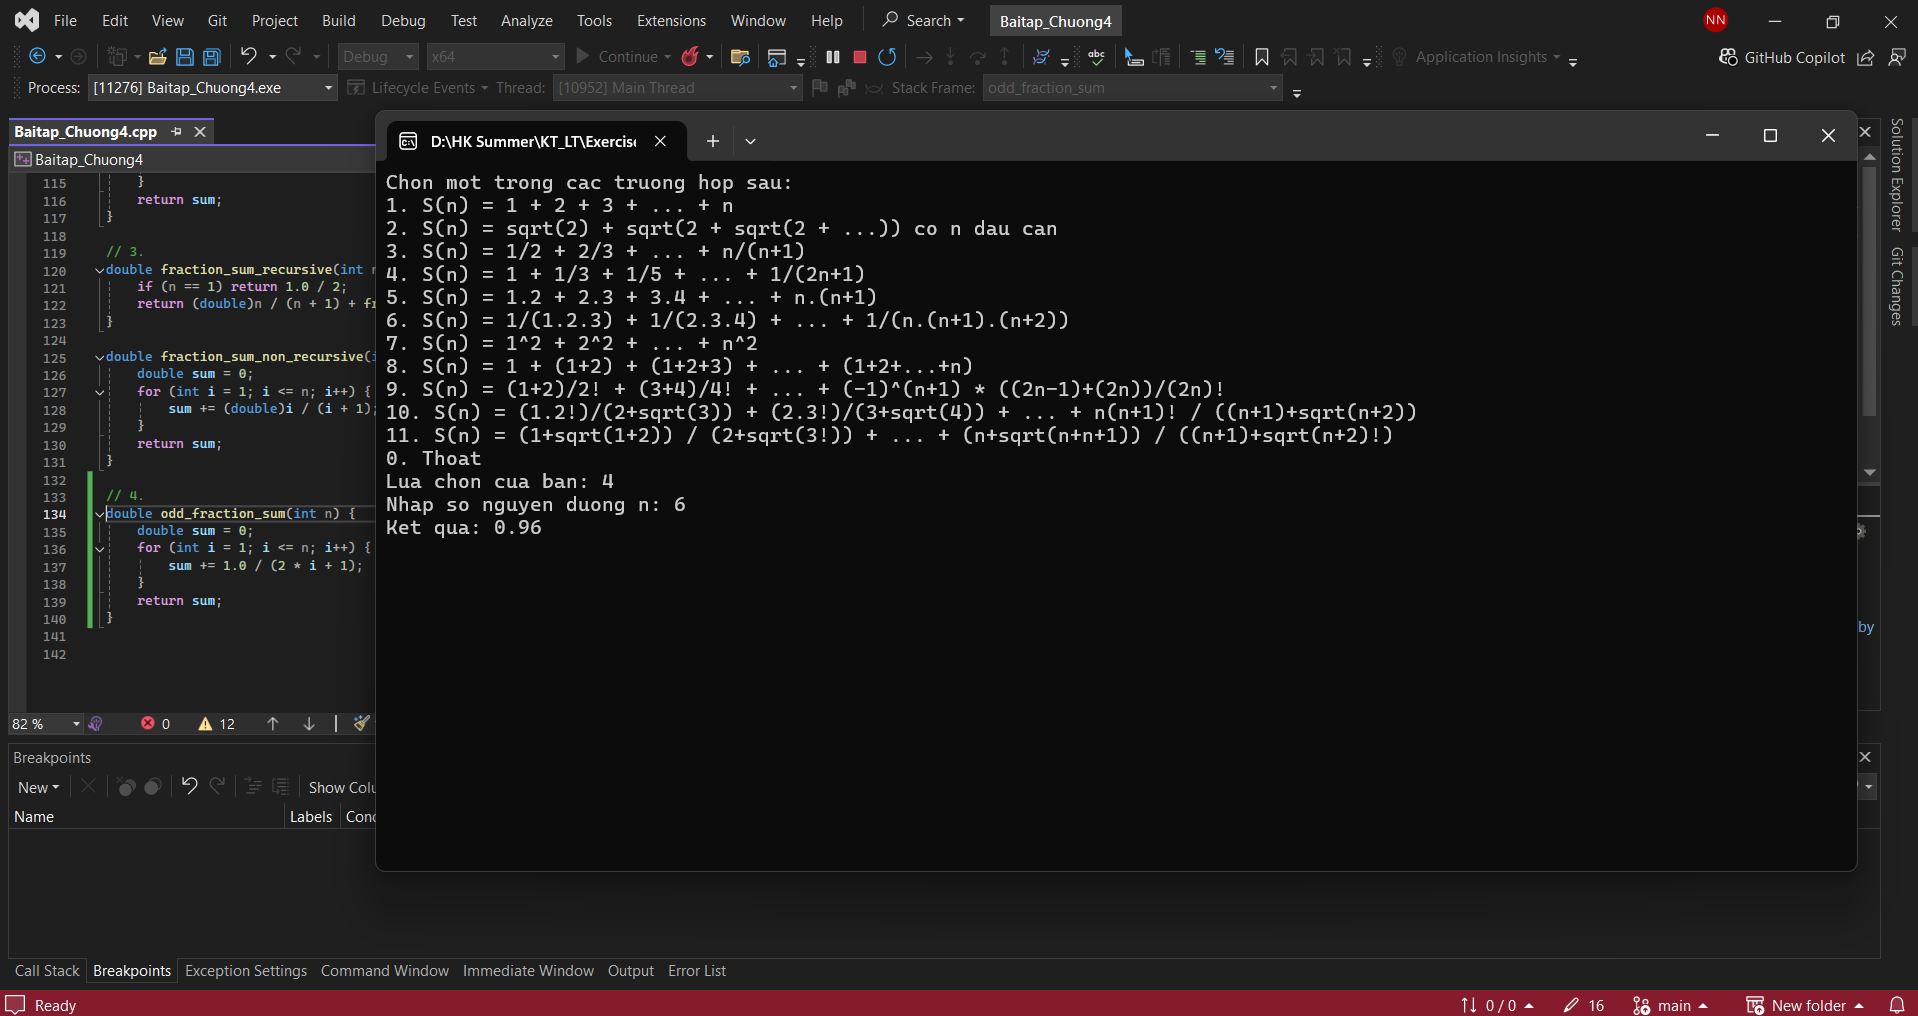 File Edit View Git Project Build Debug Test Analyze Tools Extensions Window Help Search Baitap_Chuong4 NN
Debug x64 Continue Application Insights GitHub Copilot
Process: [11276] Baitap_Chuong4.exe Lifecycle Events Thread: [10952] Main Thread Stack Frame: odd_fraction_sum
Baitap_Chuong4.cpp
Baitap_Chuong4
115 }
116 return sum;
117 }
118
119 // 3.
120 double fraction_sum_recursive(int n
121 if (n == 1) return 1.0 / 2;
122 return (double)n / (n + 1) + fr
123 }
124
125 double fraction_sum_non_recursive(i
126 double sum = 0;
127 for (int i = 1; i <= n; i++) {
128 sum += (double)i / (i + 1);
129 }
130 return sum;
131 }
132
133 // 4.
134 double odd_fraction_sum(int n) {
135 double sum = 0;
136 for (int i = 1; i <= n; i++) {
137 sum += 1.0 / (2 * i + 1);
138 }
139 return sum;
140 }
141
142
82 % 0 12
D:\HK Summer\KT_LT\Exercise
Chon mot trong cac truong hop sau:
1. S(n) = 1 + 2 + 3 + ... + n
2. S(n) = sqrt(2) + sqrt(2 + sqrt(2 + ...)) co n dau can
3. S(n) = 1/2 + 2/3 + ... + n/(n+1)
4. S(n) = 1 + 1/3 + 1/5 + ... + 1/(2n+1)
5. S(n) = 1.2 + 2.3 + 3.4 + ... + n.(n+1)
6. S(n) = 1/(1.2.3) + 1/(2.3.4) + ... + 1/(n.(n+1).(n+2))
7. S(n) = 1^2 + 2^2 + ... + n^2
8. S(n) = 1 + (1+2) + (1+2+3) + ... + (1+2+...+n)
9. S(n) = (1+2)/2! + (3+4)/4! + ... + (-1)^(n+1) * ((2n-1)+(2n))/(2n)!
10. S(n) = (1.2!)/(2+sqrt(3)) + (2.3!)/(3+sqrt(4)) + ... + n(n+1)! / ((n+1)+sqrt(n+2))
11. S(n) = (1+sqrt(1+2)) / (2+sqrt(3!)) + ... + (n+sqrt(n+n+1)) / ((n+1)+sqrt(n+2)!)
0. Thoat
Lua chon cua ban: 4
Nhap so nguyen duong n: 6
Ket qua: 0.96
Solution Explorer
Git Changes
by
Breakpoints
New Show Colu
Name Labels Conc
Call Stack Breakpoints Exception Settings Command Window Immediate Window Output Error List
Ready 0 / 0 16 main New folder